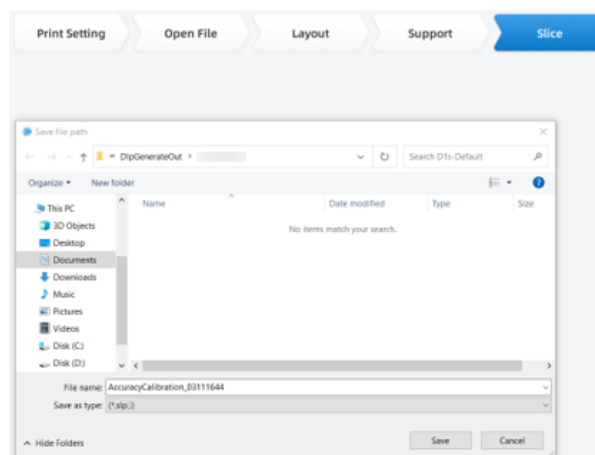 Print Setting Open File Layout Support Slice
Save file path
« DlpGenerateOut › Search D1s-Default
Organize New folder
Name Date modified Type Size
This PC
No items match your search.
3D Objects
Desktop
Documents
Downloads
Music
Pictures
Videos
Disk (C:)
Disk (D:)
File name: AccuracyCalibration_03111644
Save as type:
Hide Folders Save Cancel